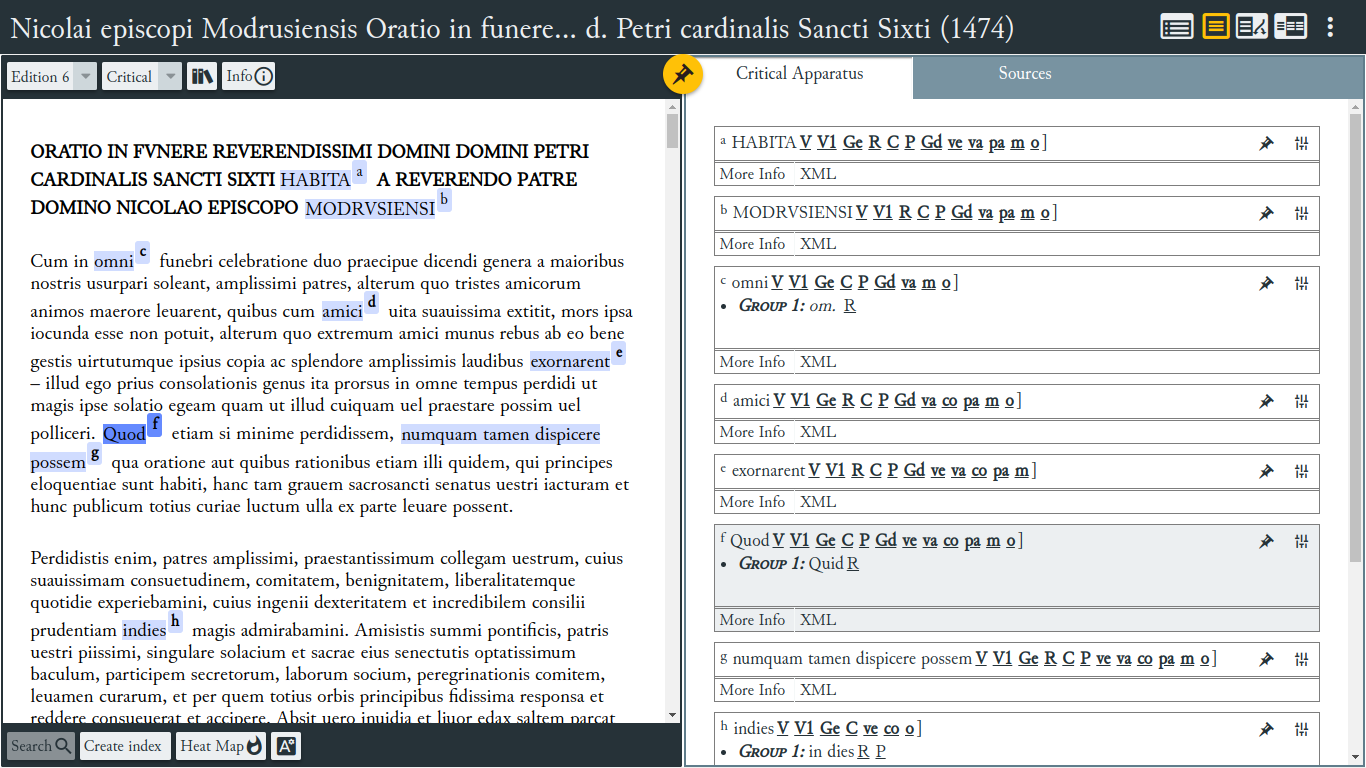 Nicolai episcopi Modrusiensis Oratio in funere... d. Petri cardinalis Sancti Sixti (1474)
Edition 6
Critical
Info
ORATIO IN FVNERE REVERENDISSIMI DOMINI DOMINI PETRI
CARDINALIS SANCTI SIXTI HABITA a A REVERENDO PATRE
DOMINO NICOLAO EPISCOPO MODRVSIENSI b
Cum in omni c funebri celebratione duo praecipue dicendi genera a maioribus
nostris usurpari soleant, amplissimi patres, alterum quo tristes amicorum
animos maerore leuarent, quibus cum amici d uita suauissima extitit, mors ipsa
iocunda esse non potuit, alterum quo extremum amici munus rebus ab eo bene
gestis uirtutumque ipsius copia ac splendore amplissimis laudibus exornarent e
– illud ego prius consolationis genus ita prorsus in omne tempus perdidi ut
magis ipse solatio egeam quam ut illud cuiquam uel praestare possim uel
polliceri. Quod f etiam si minime perdidissem, numquam tamen dispicere
possem g qua oratione aut quibus rationibus etiam illi quidem, qui principes
eloquentiae sunt habiti, hanc tam grauem sacrosancti senatus uestri iacturam et
hunc publicum totius curiae luctum ulla ex parte leuare possent.
Perdidistis enim, patres amplissimi, praestantissimum collegam uestrum, cuius
suauissimam consuetudinem, comitatem, benignitatem, liberalitatemque
quotidie experiebamini, cuius ingenii dexteritatem et incredibilem consilii
prudentiam indies h magis admirabamini. Amisistis summi pontificis, patris
uestri piissimi, singulare solacium et sacrae eius senectutis optatissimum
baculum, participem secretorum, laborum socium, peregrinationis comitem,
leuamen curarum, et per quem totius orbis principibus fidissima responsa et
reddere consueuerat et accipere. Absit uero inuidia et liuor edax saltem parcat
Search
Create index
Heat Map
Critical Apparatus
Sources
a HABITA V V1 Ge R C P Gd ve va pa m o ]
More Info XML
b MODRVSIENSI V V1 R C P Gd va pa m o ]
More Info XML
c omni V V1 Ge C P Gd va m o ]
• GROUP 1: om. R
More Info XML
d amici V V1 Ge R C P Gd va co pa m o ]
More Info XML
e exornarent V V1 R C P Gd ve va co pa m ]
More Info XML
f Quod V V1 Ge C P Gd ve va co pa m o ]
• GROUP 1: Quid R
More Info XML
g numquam tamen dispicere possem V V1 Ge R C P ve va co pa m o ]
More Info XML
h indies V V1 Ge C ve co o ]
• GROUP 1: in dies R P